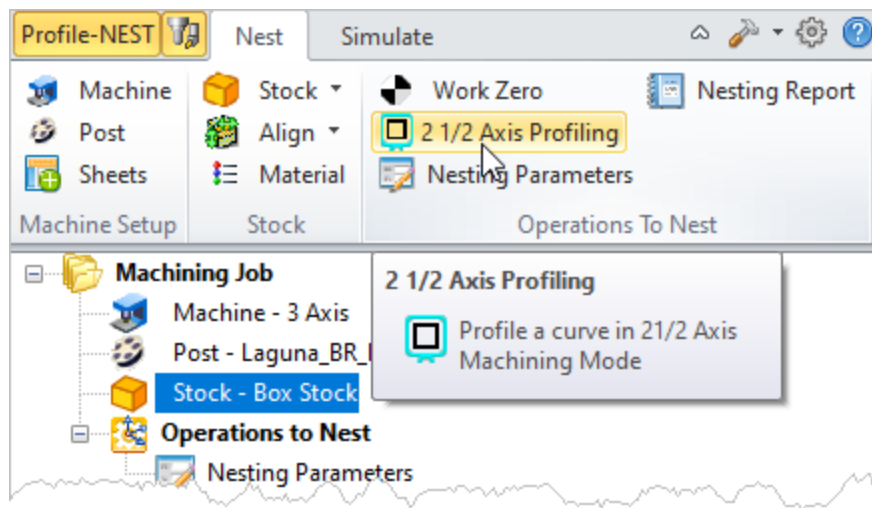 Profile-NEST Nest Simulate
Machine Stock Work Zero Nesting Report
Post Align 2 1/2 Axis Profiling
Sheets Material Nesting Parameters
Machine Setup Stock Operations To Nest
Machining Job
Machine - 3 Axis
Post - Laguna_BR_
Stock - Box Stock
Operations to Nest
Nesting Parameters
2 1/2 Axis Profiling
Profile a curve in 21/2 Axis
Machining Mode